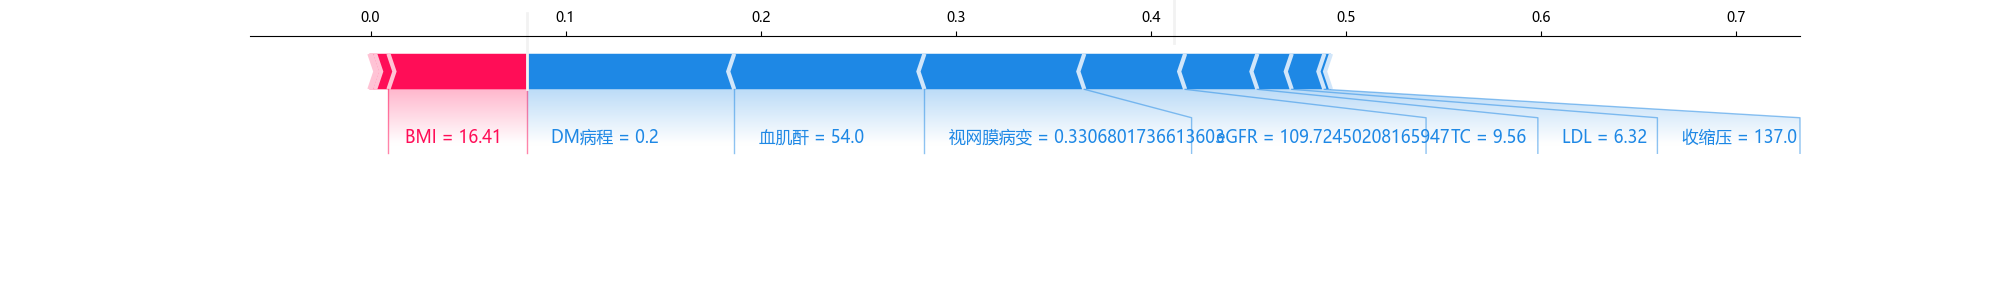 0.0 0.1 0.2 0.3 0.4 0.5 0.6 0.7
BMI = 16.41 DM病程 = 0.2 血肌酐 = 54.0 视网膜病变 = 0.3306801736613603 eGFR = 109.72450208165947 TC = 9.56 LDL = 6.32 收缩压 = 137.0